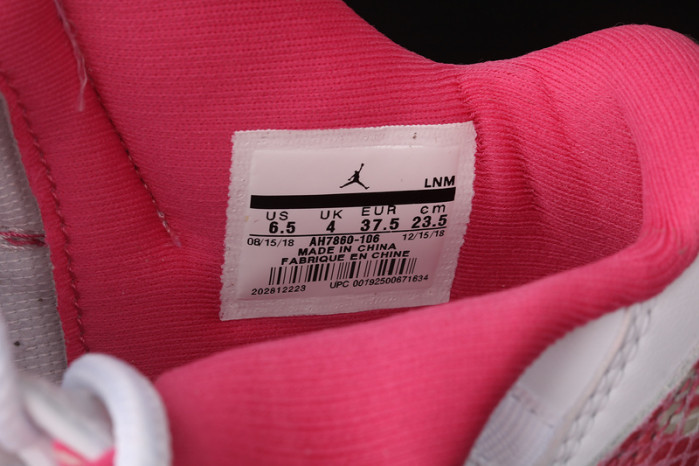 LNM
US UK EUR cm
6.5 4 37.5 23.5
08/15/18 AH7860-106 12/15/18
MADE IN CHINA
FABRIQUE EN CHINE
202812223 UPC 00192500671634